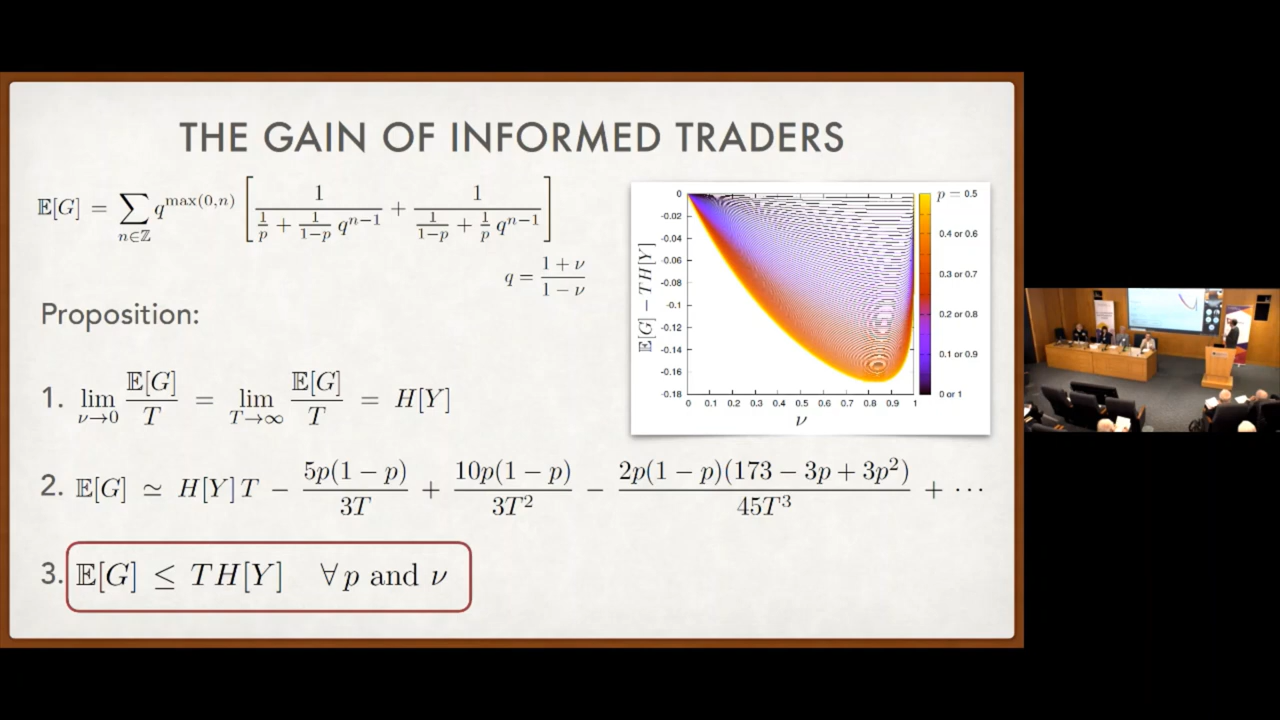 THE GAIN OF INFORMED TRADERS
𝔼[G] = ∑_{n∈ℤ} q^{max(0,n)} [ 1/(1/p + 1/(1−p) q^{n−1}) + 1/(1/(1−p) + 1/p q^{n−1}) ]
q = (1 + ν)/(1 − ν)
Proposition:
1. lim_{ν→0} 𝔼[G]/T = lim_{T→∞} 𝔼[G]/T = H[Y]
2. 𝔼[G] ≃ H[Y] T − 5p(1 − p)/3T + 10p(1 − p)/3T² − 2p(1 − p)(173 − 3p + 3p²)/45T³ + ⋯
3. 𝔼[G] ≤ T H[Y] ∀ p and ν
𝔼[G] − T H[Y]
0
-0.02
-0.04
-0.06
-0.08
-0.1
-0.12
-0.14
-0.16
-0.18
0 0.1 0.2 0.3 0.4 0.5 0.6 0.7 0.8 0.9 1
ν
p = 0.5
0.4 or 0.6
0.3 or 0.7
0.2 or 0.8
0.1 or 0.9
0 or 1